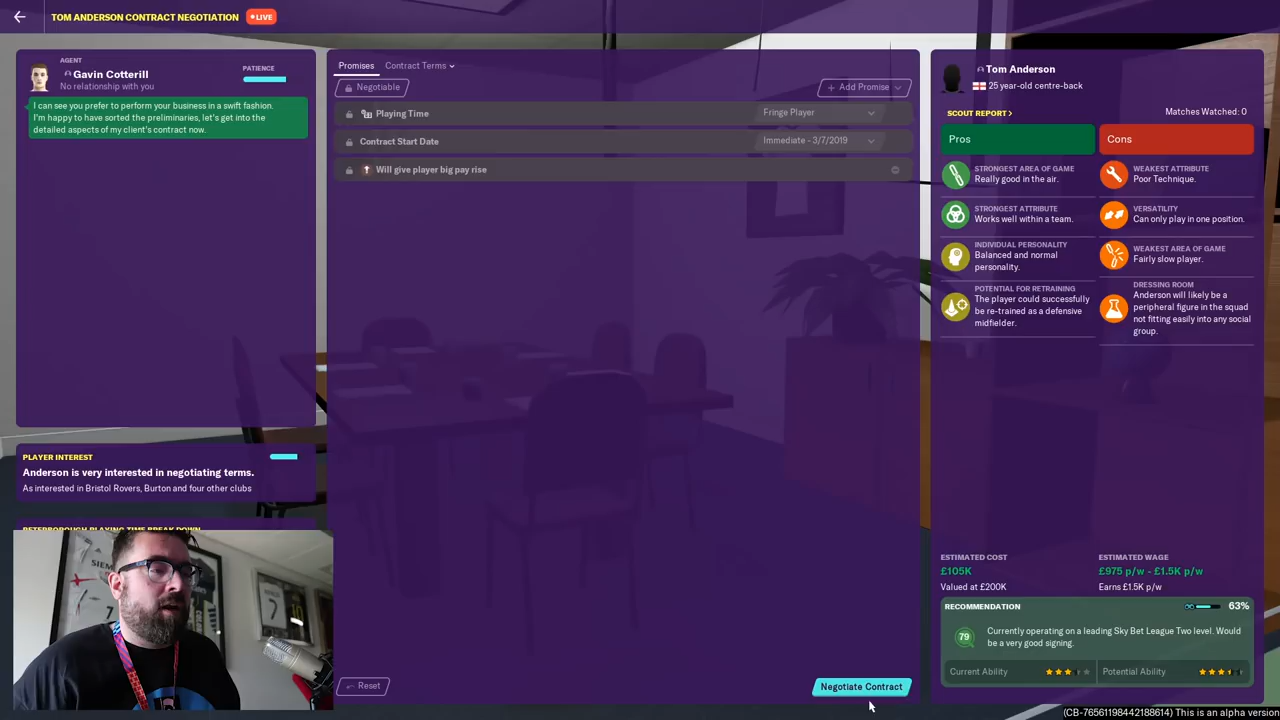 TOM ANDERSON CONTRACT NEGOTIATION
LIVE
AGENT
Gavin Cotterill
No relationship with you
PATIENCE
I can see you prefer to perform your business in a swift fashion.
I'm happy to have sorted the preliminaries, let's get into the
detailed aspects of my client's contract now.
PLAYER INTEREST
Anderson is very interested in negotiating terms.
As interested in Bristol Rovers, Burton and four other clubs
PETERBOROUGH PLAYING TIME BREAK DOWN
Promises
Contract Terms
Negotiable
Add Promise
Playing Time
Fringe Player
Contract Start Date
Immediate - 3/7/2019
Will give player big pay rise
Reset
Negotiate Contract
Tom Anderson
25 year-old centre-back
SCOUT REPORT >
Matches Watched: 0
Pros
Cons
STRONGEST AREA OF GAME
Really good in the air.
WEAKEST ATTRIBUTE
Poor Technique.
STRONGEST ATTRIBUTE
Works well within a team.
VERSATILITY
Can only play in one position.
INDIVIDUAL PERSONALITY
Balanced and normal
personality.
WEAKEST AREA OF GAME
Fairly slow player.
POTENTIAL FOR RETRAINING
The player could successfully
be re-trained as a defensive
midfielder.
DRESSING ROOM
Anderson will likely be a
peripheral figure in the squad
not fitting easily into any social
group.
ESTIMATED COST
£105K
Valued at £200K
ESTIMATED WAGE
£975 p/w - £1.5K p/w
Earns £1.5K p/w
RECOMMENDATION
63%
79
Currently operating on a leading Sky Bet League Two level. Would
be a very good signing.
Current Ability
Potential Ability
(CB-76561198442188614) This is an alpha version
SIEMENS
7